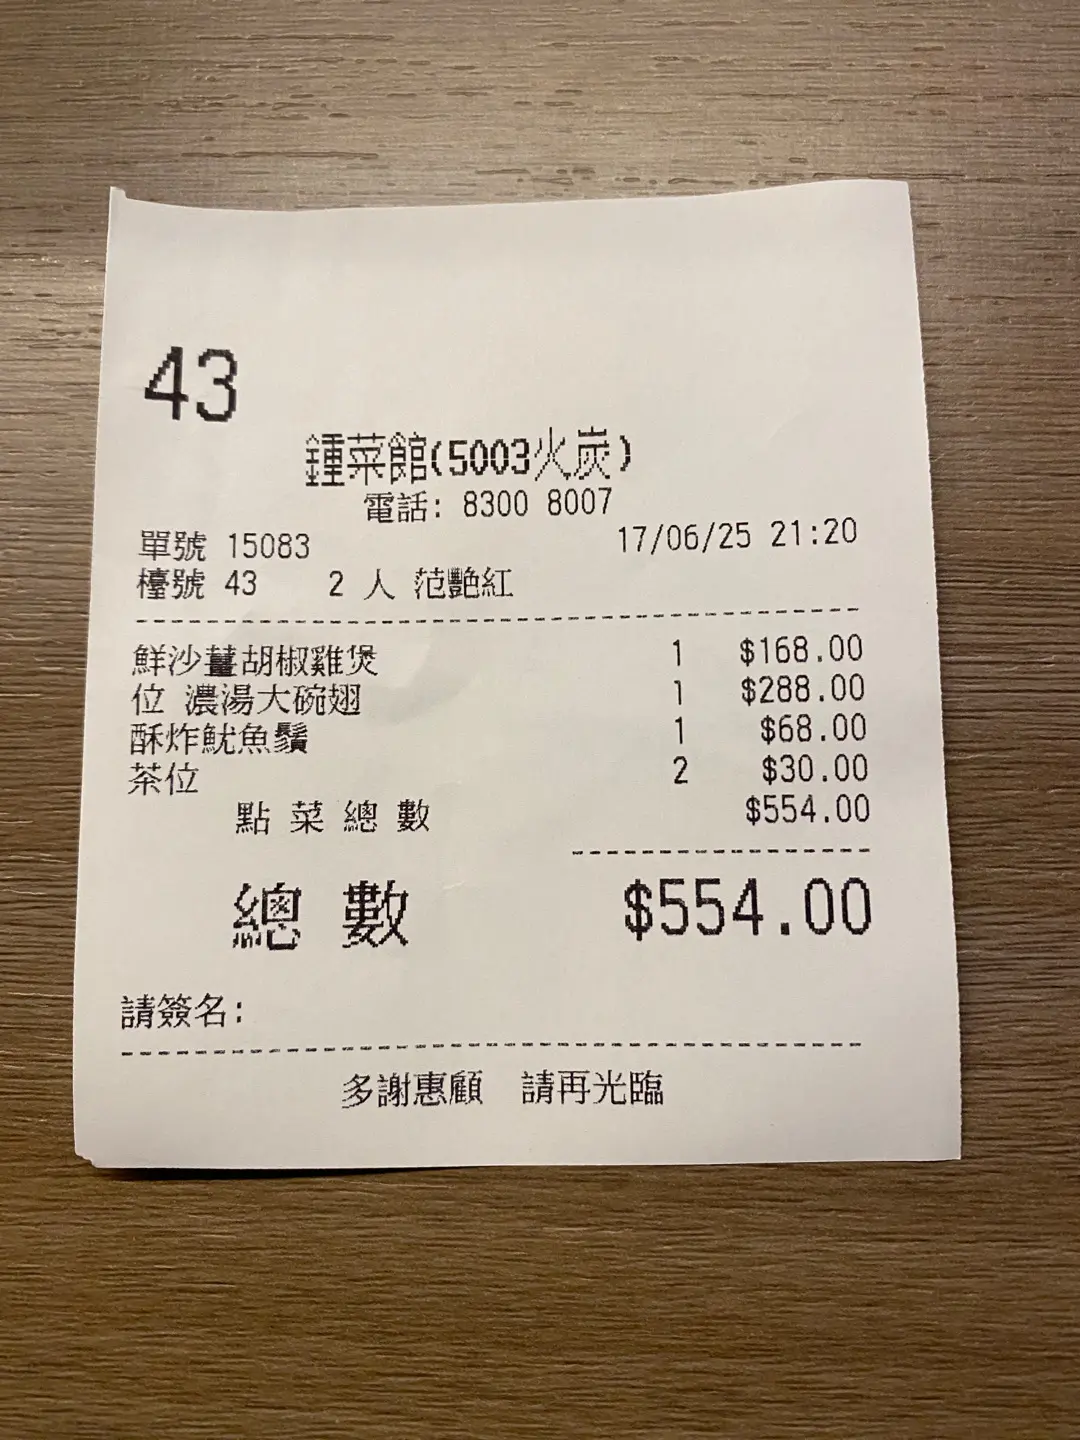 43
鍾菜館(5003火炭)
電話: 8300 8007
單號 15083 17/06/25 21:20
檯號 43 2 人 范艷紅
鮮沙薑胡椒雞煲 1 $168.00
位 濃湯大碗翅 1 $288.00
酥炸魷魚鬚 1 $68.00
茶位 2 $30.00
點 菜 總 數 $554.00
總 數 $554.00
請簽名:
多謝惠顧 請再光臨